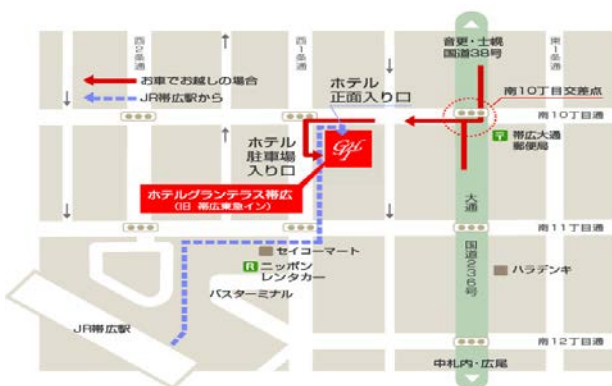 音更・士幌
国道38号
西2条通
西1条通
東1条通
お車でお越しの場合
JR帯広駅から
ホテル
正面入り口
南10丁目交差点
南10丁目通
帯広大通
郵便局
ホテル
駐車場
入り口
GHT
ホテルグランテラス帯広
(旧 帯広東急イン)
大通
国道236号
南11丁目通
セイコーマート
R
ニッポン
レンタカー
バスターミナル
ハラデンキ
JR帯広駅
南12丁目通
中札内・広尾